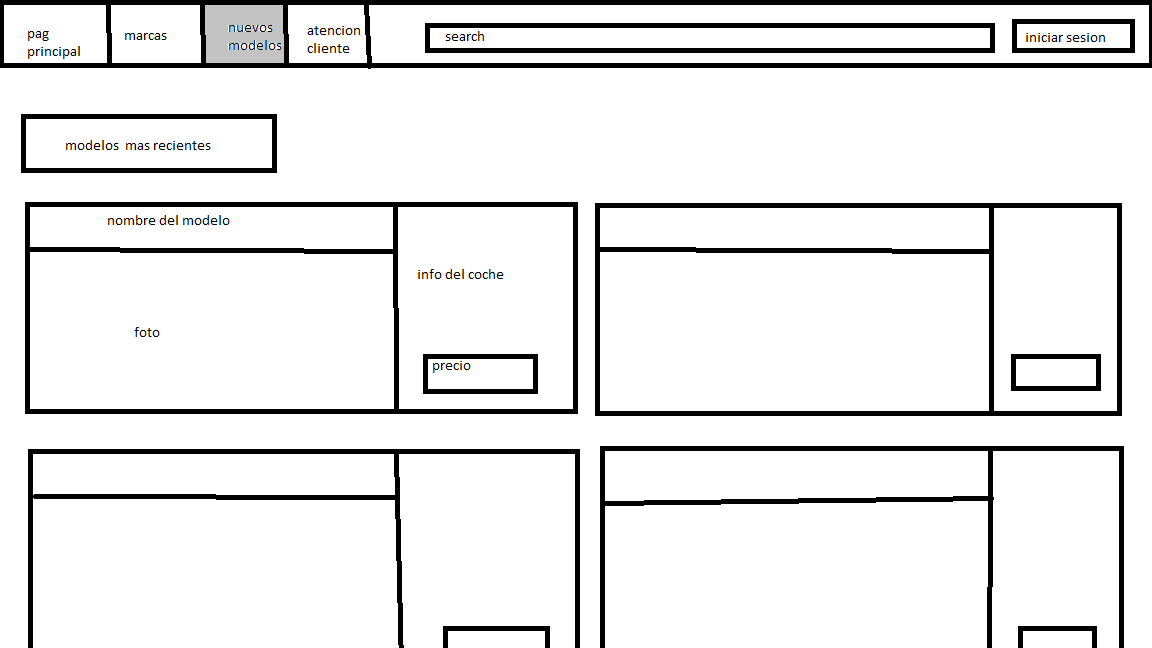 pag
principal
marcas
nuevos
modelos
atencion
cliente
search
iniciar sesion
modelos  mas recientes
nombre del modelo
info del coche
foto
precio